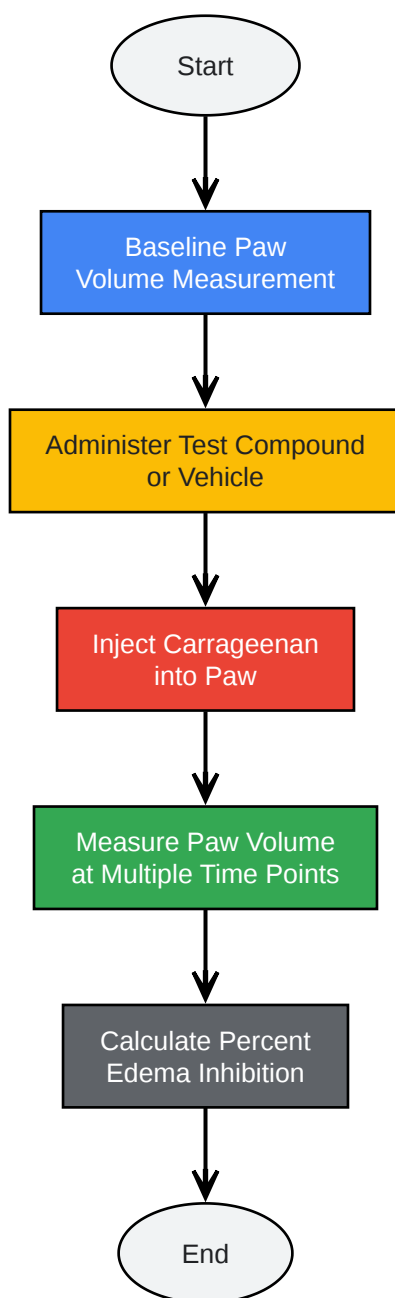 Start
Baseline Paw
Volume Measurement
Administer Test Compound
or Vehicle
Inject Carrageenan
into Paw
Measure Paw Volume
at Multiple Time Points
Calculate Percent
Edema Inhibition
End